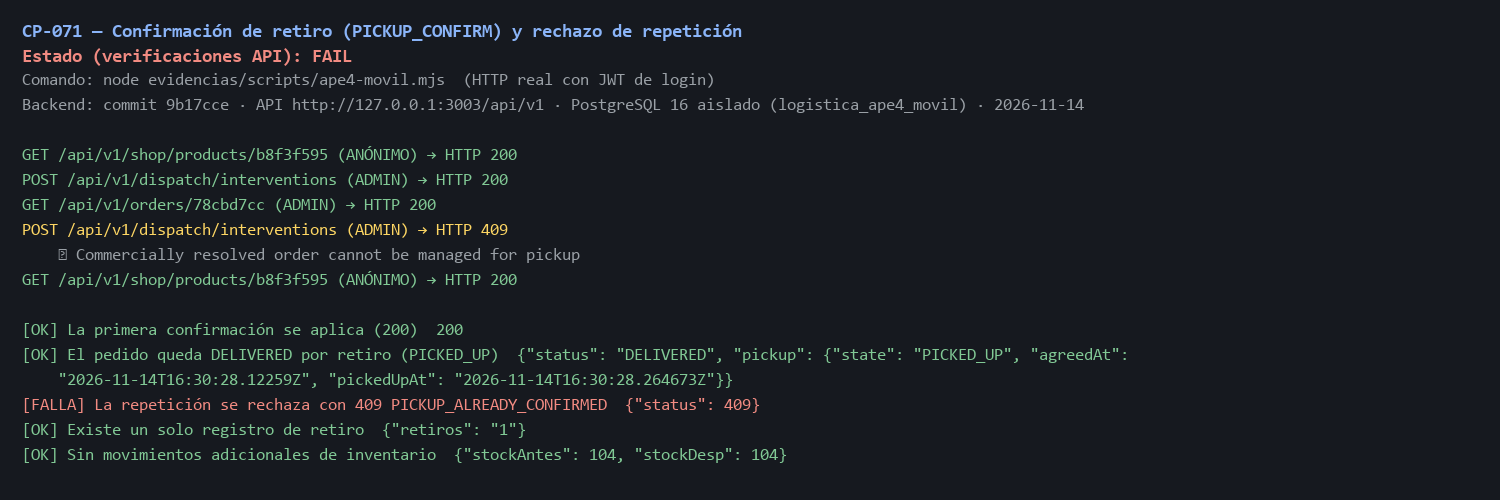 CP-071 — Confirmación de retiro (PICKUP_CONFIRM) y rechazo de repetición
Estado (verificaciones API): FAIL
Comando: node evidencias/scripts/ape4-movil.mjs  (HTTP real con JWT de login)
Backend: commit 9b17cce · API http://127.0.0.1:3003/api/v1 · PostgreSQL 16 aislado (logistica_ape4_movil) · 2026-11-14
GET /api/v1/shop/products/b8f3f595 (ANÓNIMO) → HTTP 200
POST /api/v1/dispatch/interventions (ADMIN) → HTTP 200
GET /api/v1/orders/78cbd7cc (ADMIN) → HTTP 200
POST /api/v1/dispatch/interventions (ADMIN) → HTTP 409
Commercially resolved order cannot be managed for pickup
GET /api/v1/shop/products/b8f3f595 (ANÓNIMO) → HTTP 200
[OK] La primera confirmación se aplica (200)  200
[OK] El pedido queda DELIVERED por retiro (PICKED_UP)  {"status": "DELIVERED", "pickup": {"state": "PICKED_UP", "agreedAt":
"2026-11-14T16:30:28.12259Z", "pickedUpAt": "2026-11-14T16:30:28.264673Z"}}
[FALLA] La repetición se rechaza con 409 PICKUP_ALREADY_CONFIRMED  {"status": 409}
[OK] Existe un solo registro de retiro  {"retiros": "1"}
[OK] Sin movimientos adicionales de inventario  {"stockAntes": 104, "stockDesp": 104}